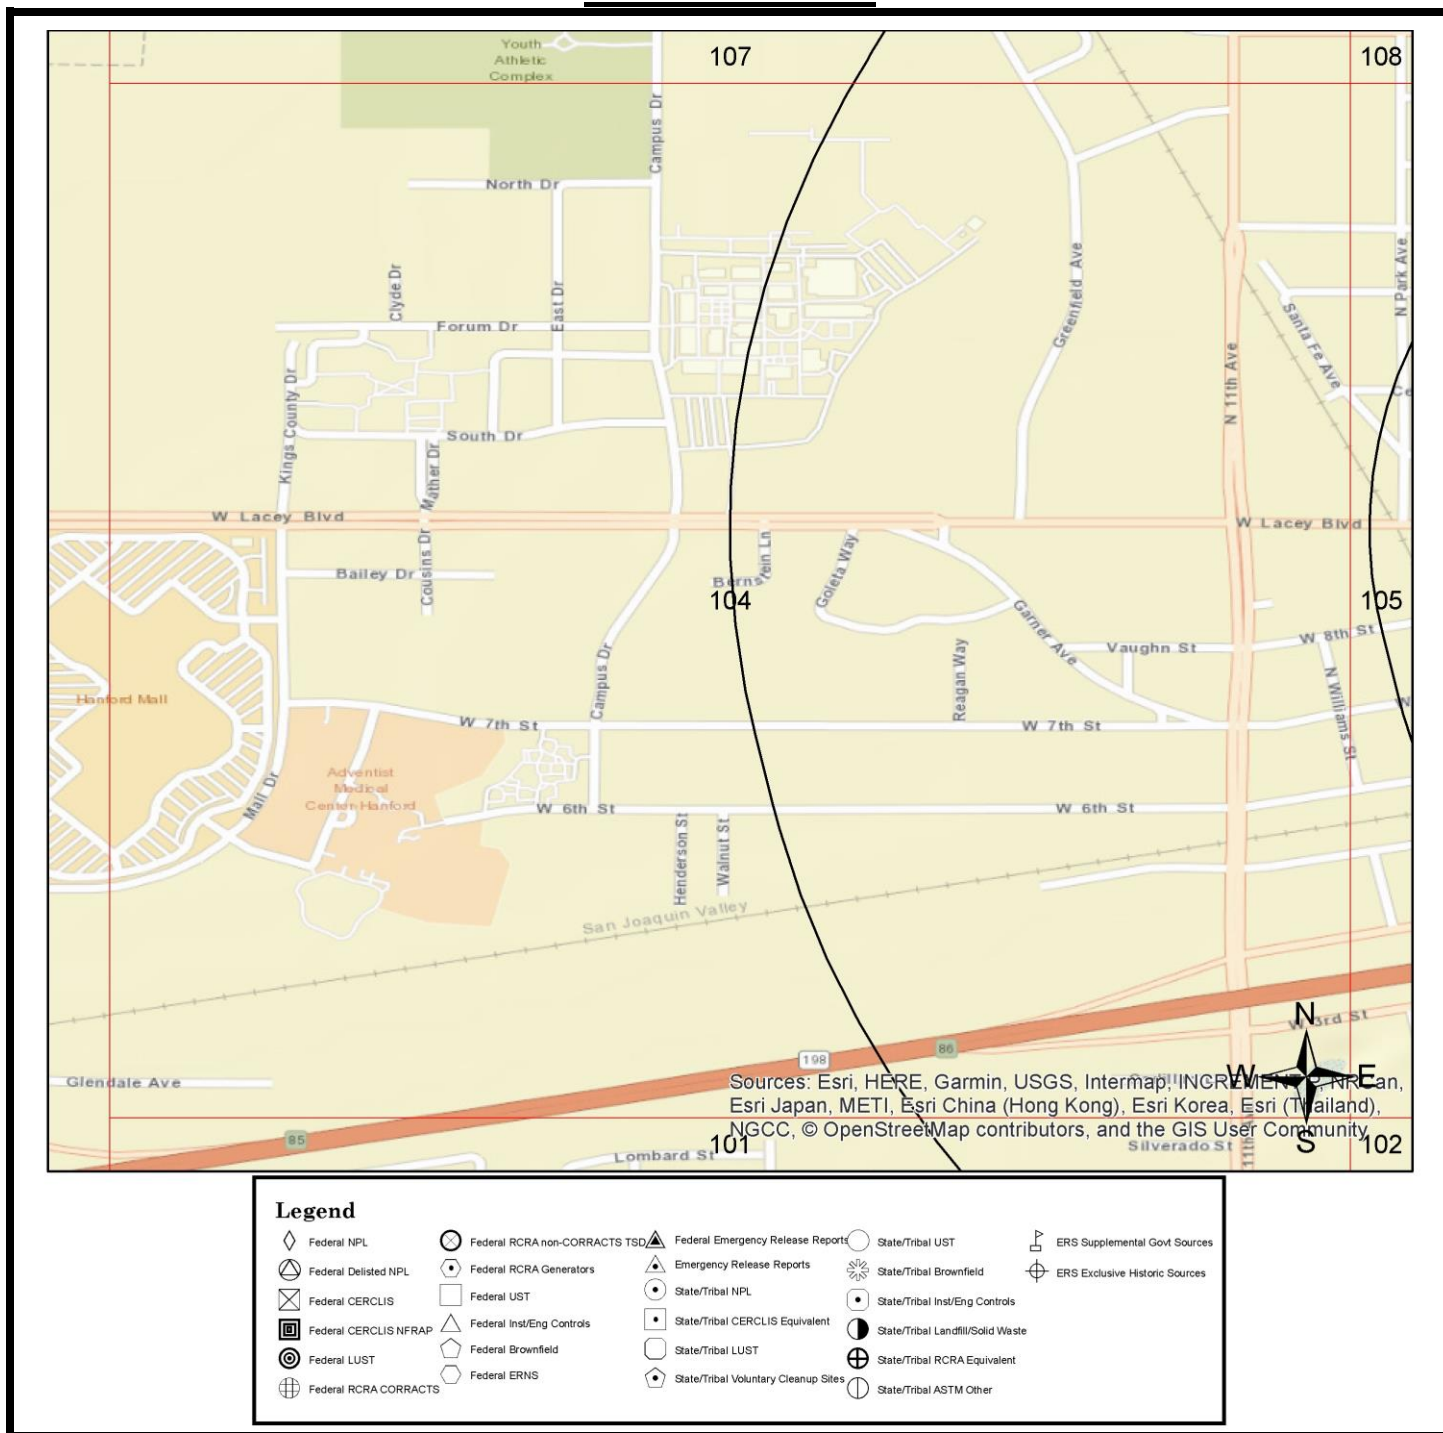 107
108
Youth
Athletic
Complex
Campus Dr
North Dr
Clyde Dr
East Dr
Forum Dr
Greenfield Ave
N Park Ave
Santa Fe Ave
N 11th Ave
Kings County Dr
South Dr
Mather Dr
W Lacey Blvd
W Lacey Blvd
Bailey Dr
Cousins Dr
Bernstein Ln
Goleta Way
104
105
Garner Ave
Vaughn St
W 8th St
Campus Dr
Reagan Way
N Williams St
Hanford Mall
W 7th St
W 7th St
Adventist
Medical
Center-Hanford
Mall Dr
W 6th St
W 6th St
Henderson St
Walnut St
San Joaquin Valley
N
W 3rd St
86
198
Glendale Ave
W
E
Sources: Esri, HERE, Garmin, USGS, Intermap, INCREMENT P, NRCan,
Esri Japan, METI, Esri China (Hong Kong), Esri Korea, Esri (Thailand),
NGCC, © OpenStreetMap contributors, and the GIS User Community
85
S
101
102
Lombard St
Silverado St
11th Ave
Legend
Federal NPL
Federal Delisted NPL
Federal CERCLIS
Federal CERCLIS NFRAP
Federal LUST
Federal RCRA CORRACTS
Federal RCRA non-CORRACTS TSD
Federal RCRA Generators
Federal UST
Federal Inst/Eng Controls
Federal Brownfield
Federal ERNS
Federal Emergency Release Reports
Emergency Release Reports
State/Tribal NPL
State/Tribal CERCLIS Equivalent
State/Tribal LUST
State/Tribal Voluntary Cleanup Sites
State/Tribal UST
State/Tribal Brownfield
State/Tribal Inst/Eng Controls
State/Tribal Landfill/Solid Waste
State/Tribal RCRA Equivalent
State/Tribal ASTM Other
ERS Supplemental Govt Sources
ERS Exclusive Historic Sources